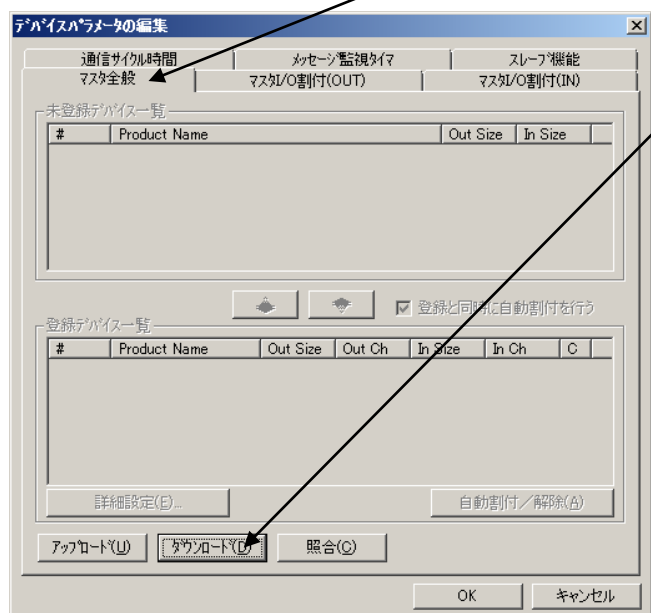 デバイスパラメータの編集
通信サイクル時間 メッセージ監視タイマ スレーブ機能
マスタ全般 マスタI/O割付(OUT) マスタI/O割付(IN)
未登録デバイス一覧
# Product Name Out Size In Size
登録と同時に自動割付を行う
登録デバイス一覧
# Product Name Out Size Out Ch In Size In Ch C
詳細設定(E)... 自動割付/解除(A)
アップロード(U) ダウンロード(D) 照合(C)
OK キャンセル